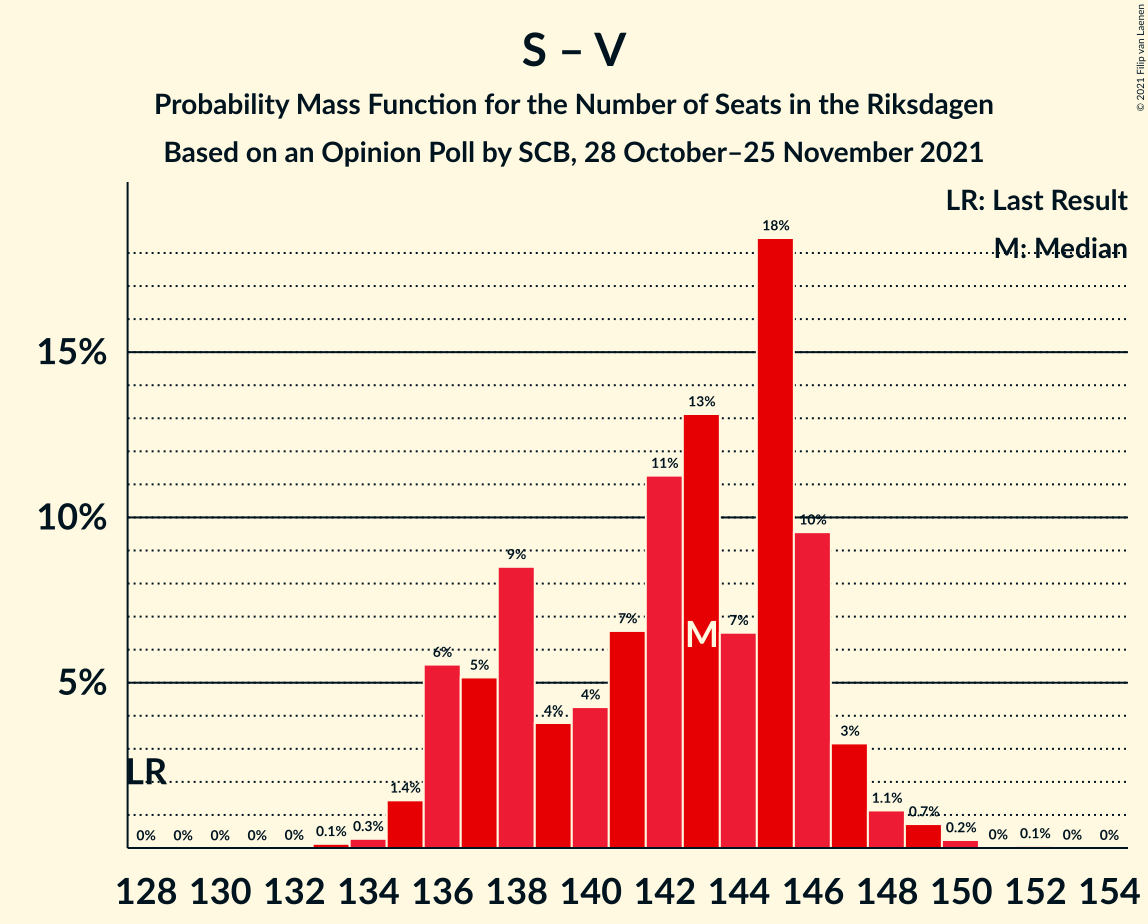 © 2021 Filip van Laenen
S – V
Probability Mass Function for the Number of Seats in the Riksdagen
Based on an Opinion Poll by SCB, 28 October–25 November 2021
LR: Last Result
M: Median
15%
10%
5%
LR
M
0% 0% 0% 0% 0% 0.1% 0.3% 1.4% 6% 5% 9% 4% 4% 7% 11% 13% 7% 18% 10% 3% 1.1% 0.7% 0.2% 0% 0.1% 0% 0%
128 130 132 134 136 138 140 142 144 146 148 150 152 154